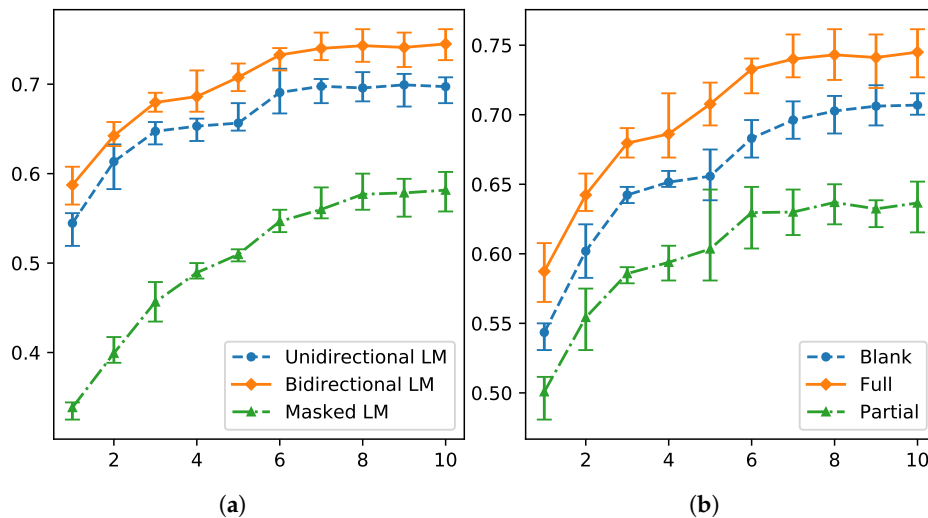 0.7
0.6
0.5
0.4
Unidirectional LM
Bidirectional LM
Masked LM
2 4 6 8 10
(a)
0.75
0.70
0.65
0.60
0.55
0.50
Blank
Full
Partial
2 4 6 8 10
(b)